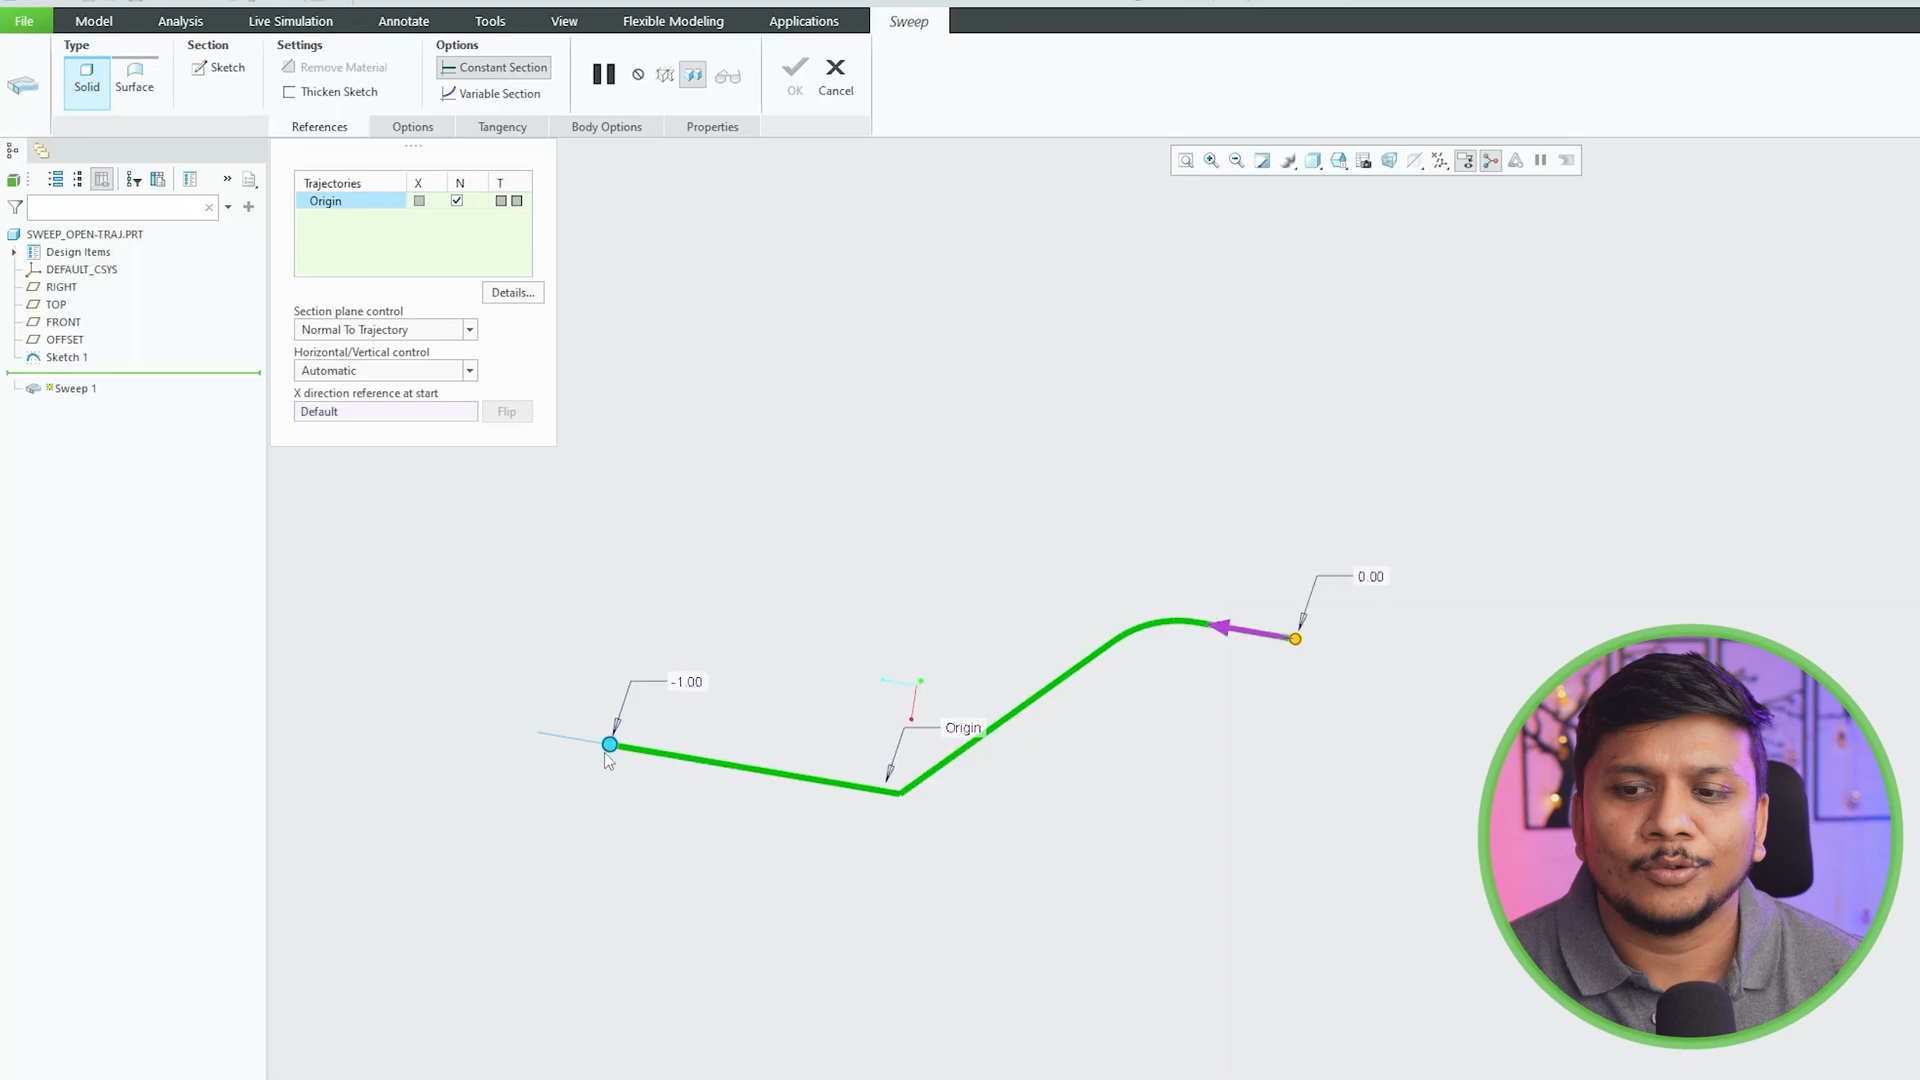 File Model Analysis Live Simulation Annotate Tools View Flexible Modeling Applications Sweep
Type Section Settings Options
Solid Surface Sketch Remove Material Constant Section OK Cancel
Thicken Sketch Variable Section
References Options Tangency Body Options Properties
Trajectories X N T
Origin
Details...
Section plane control
Normal To Trajectory
Horizontal/Vertical control
Automatic
X direction reference at start
Default Flip
SWEEP_OPEN-TRAJ.PRT
Design Items
DEFAULT_CSYS
RIGHT
TOP
FRONT
OFFSET
Sketch 1
Sweep 1
0.00
-1.00
Origin